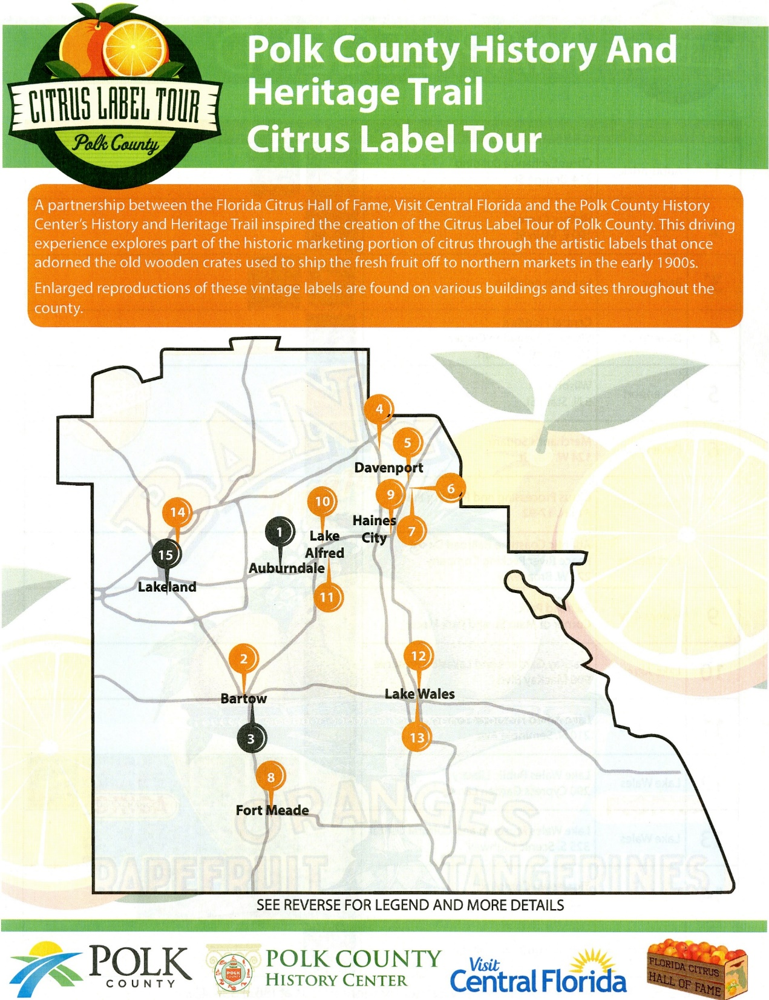 CITRUS LABEL TOUR
Polk County
Polk County History And
Heritage Trail
Citrus Label Tour
A partnership between the Florida Citrus Hall of Fame, Visit Central Florida and the Polk County History
Center's History and Heritage Trail inspired the creation of the Citrus Label Tour of Polk County. This driving
experience explores part of the historic marketing portion of citrus through the artistic labels that once
adorned the old wooden crates used to ship the fresh fruit off to northern markets in the early 1900s.
Enlarged reproductions of these vintage labels are found on various buildings and sites throughout the
county.
4
5
Davenport
6
9
10
14
Haines
City
7
1
Lake
Alfred
15
Auburndale
Lakeland
11
2
12
Bartow
Lake Wales
3
13
8
Fort Meade
ORANGES
GRAPEFRUIT
TANGERINES
SEE REVERSE FOR LEGEND AND MORE DETAILS
POLK
COUNTY
POLK
COUNTY
POLK COUNTY
HISTORY CENTER
Visit
Central Florida
FLORIDA CITRUS
HALL OF FAME